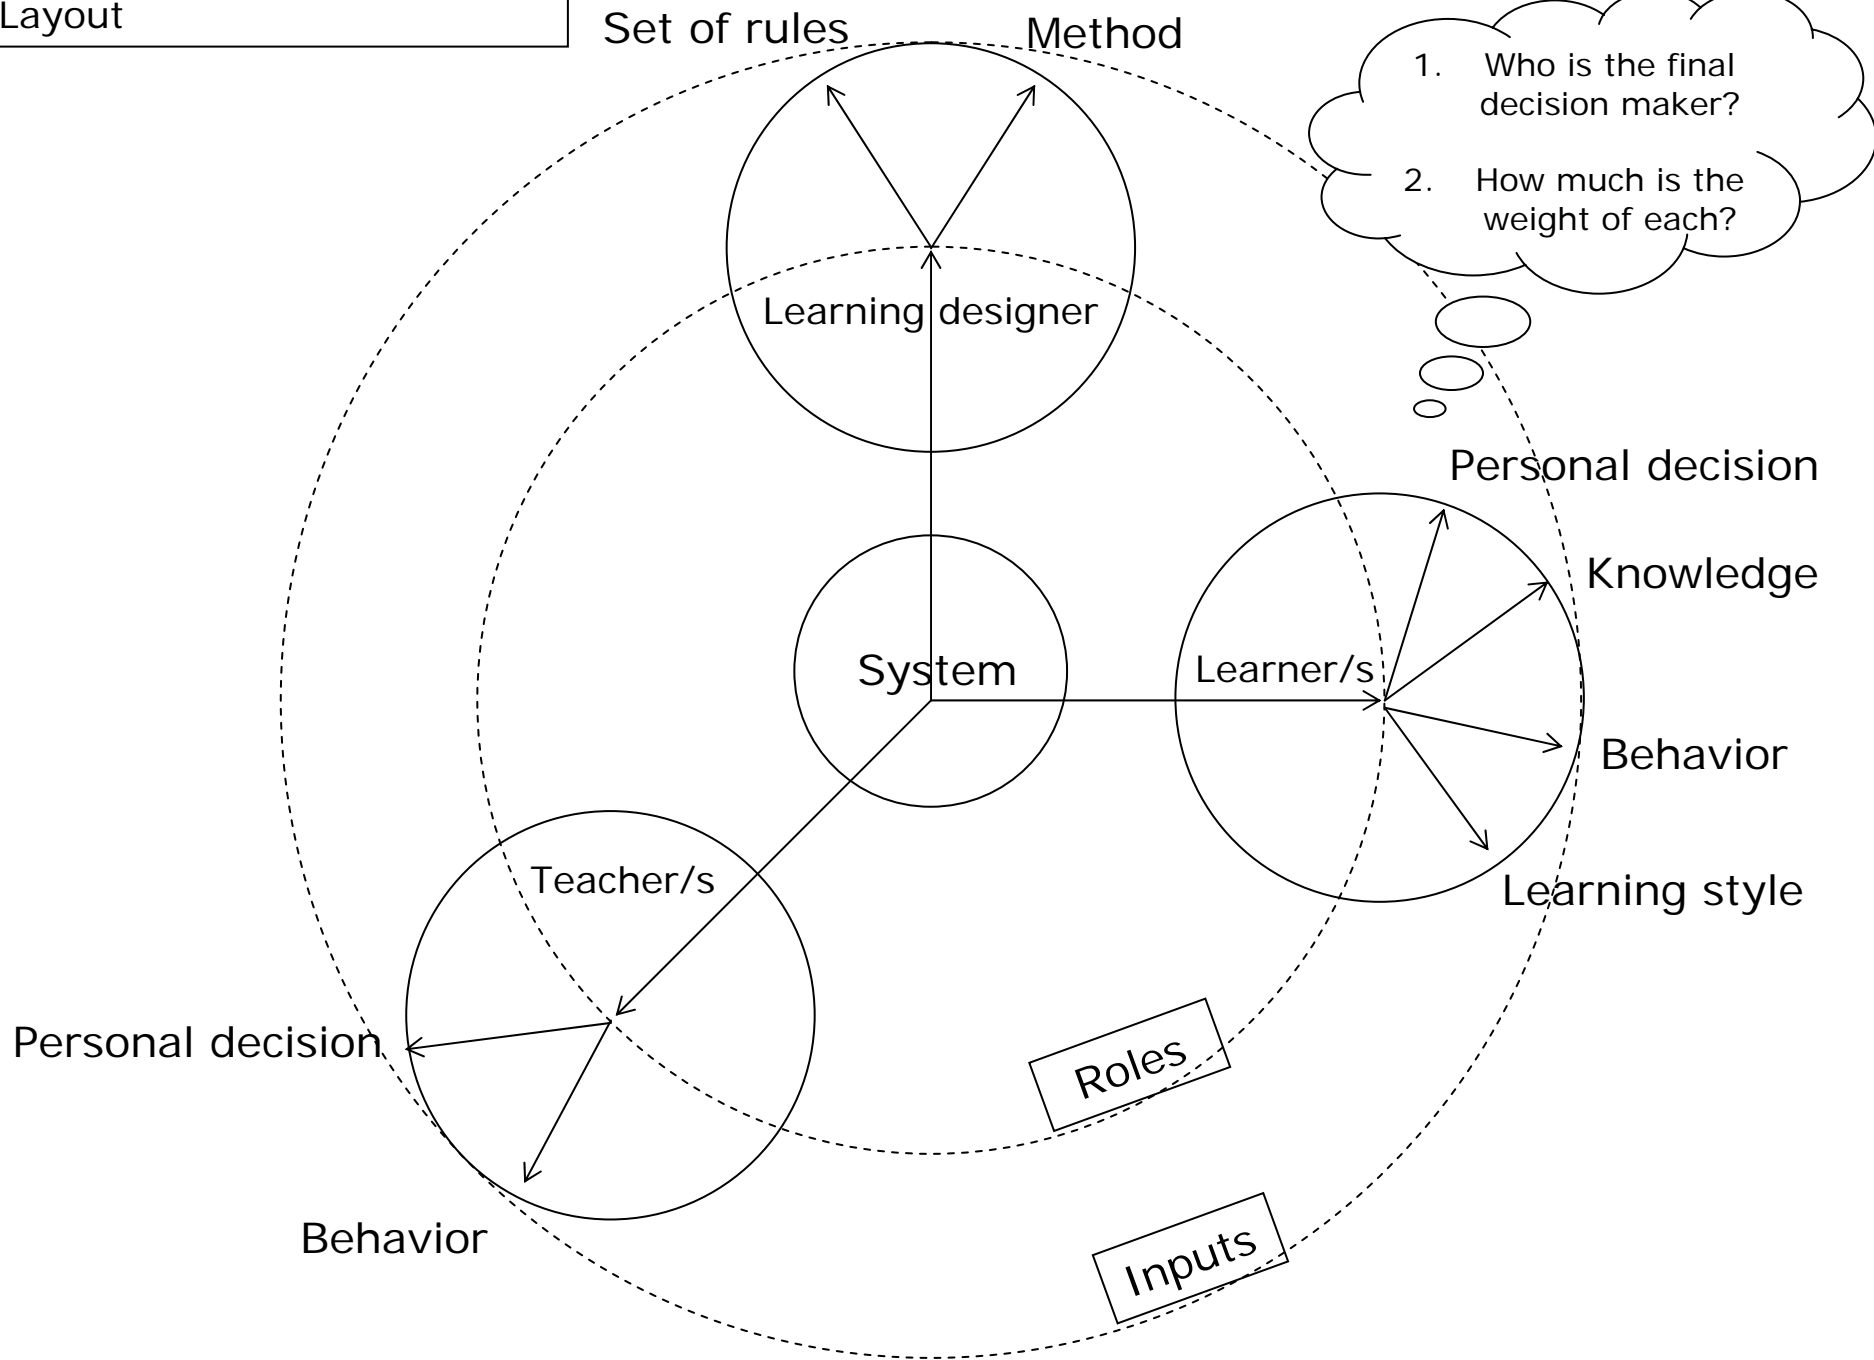 Layout
Set of rules
Method
1. Who is the final
decision maker?
2. How much is the
weight of each?
Learning designer
Personal decision
Knowledge
System
Learner/s
Behavior
Teacher/s
Learning style
Personal decision
Roles
Behavior
Inputs